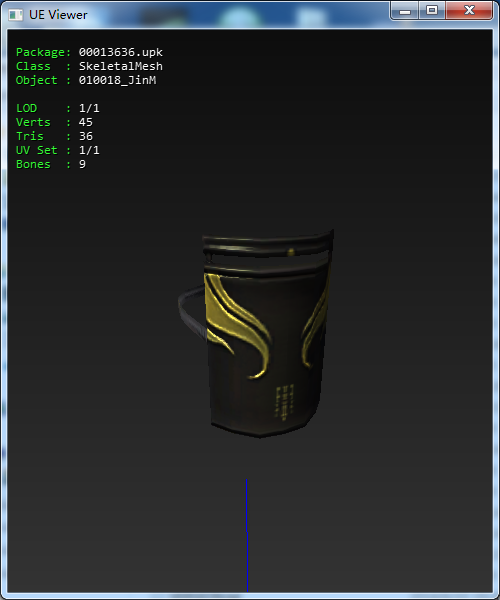 UE Viewer
Package: 00013636.upk
Class : SkeletalMesh
Object : 010018_JinM
LOD : 1/1
Verts : 45
Tris : 36
UV Set : 1/1
Bones : 9